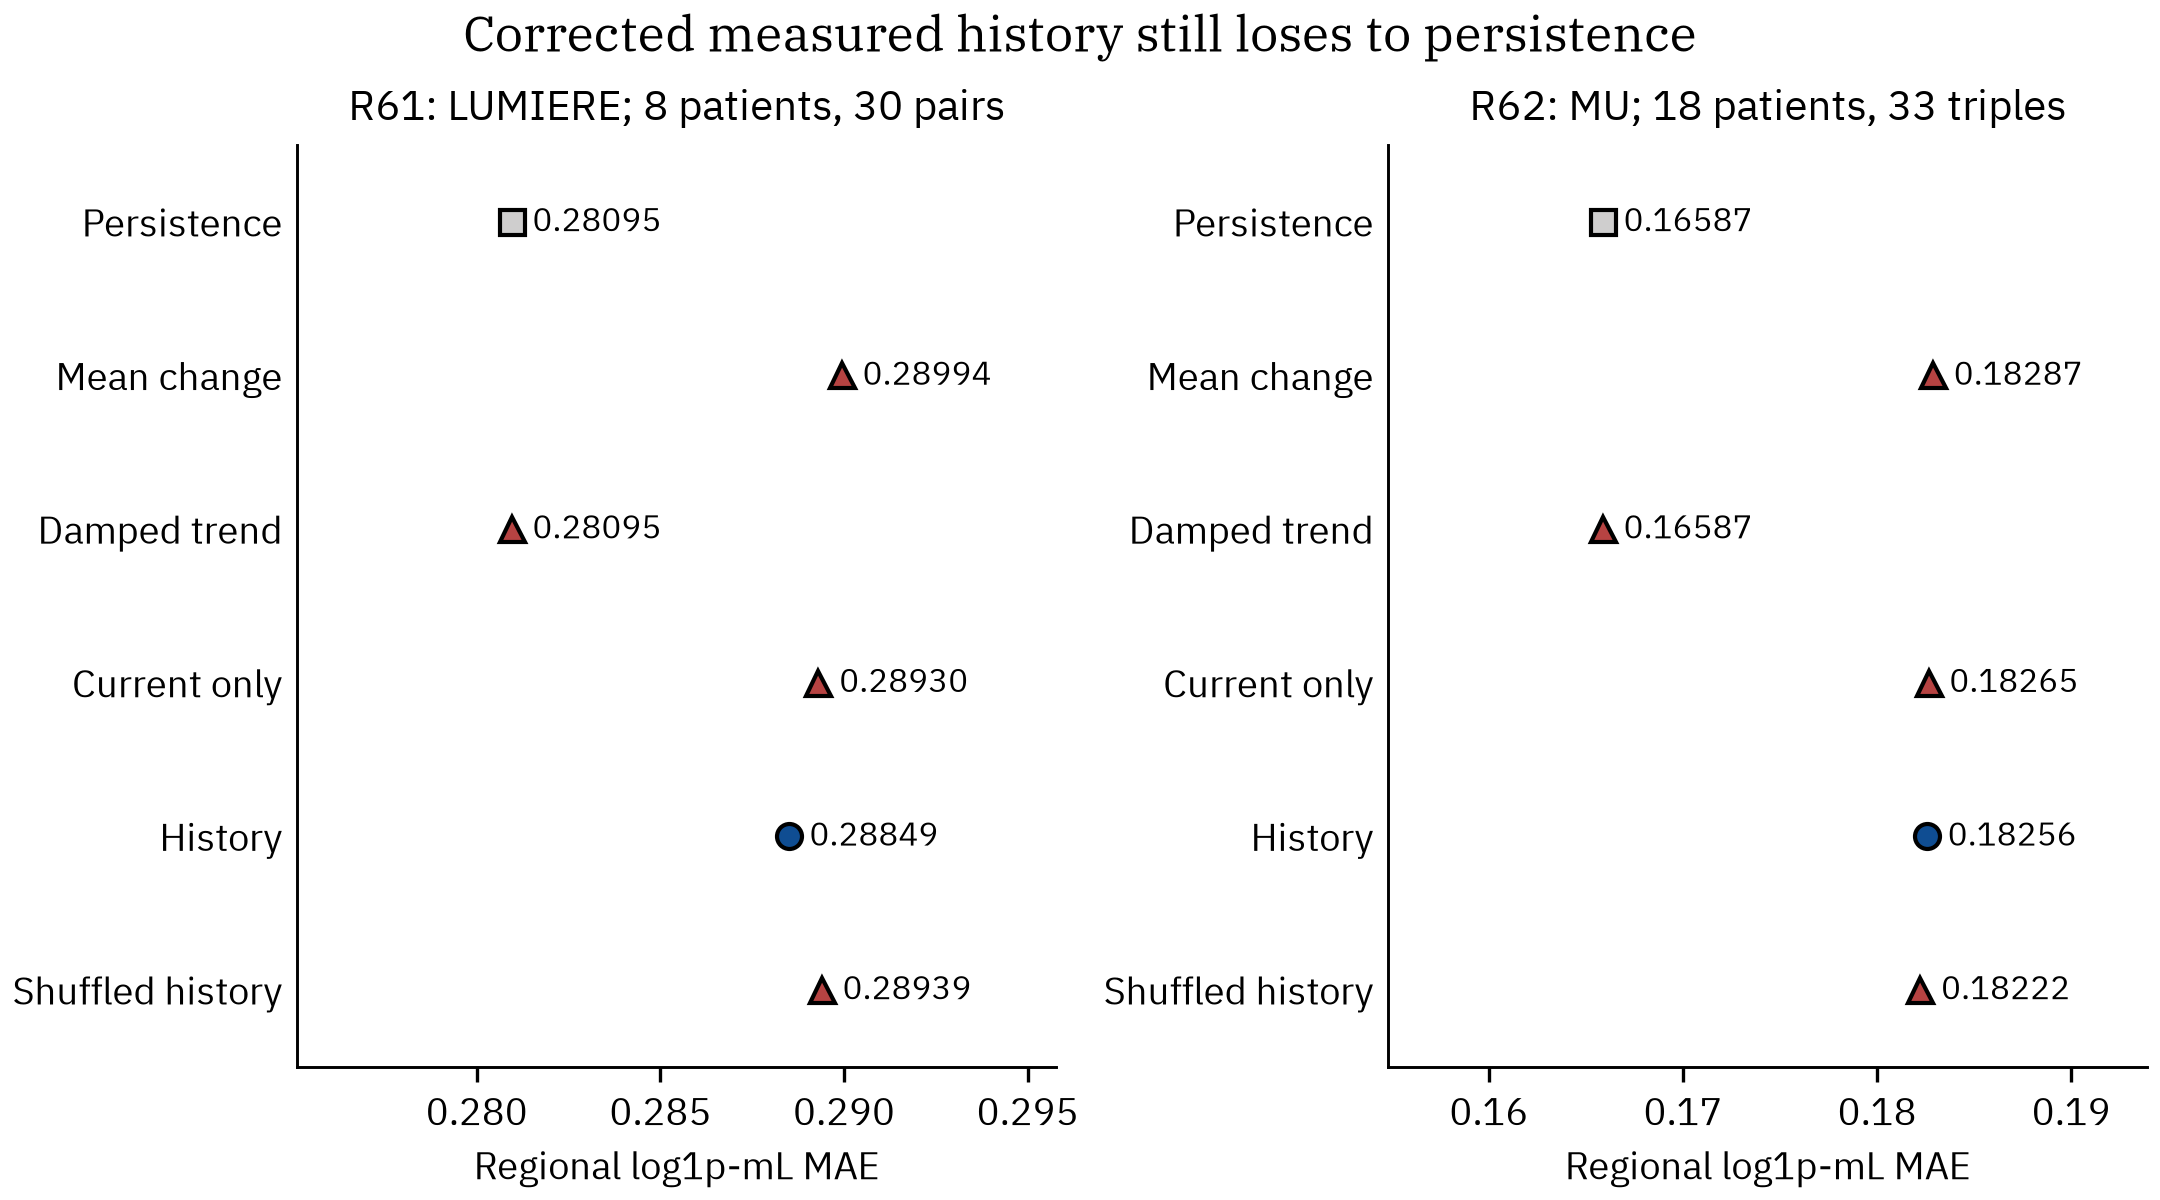 Corrected measured history still loses to persistence
R61: LUMIERE; 8 patients, 30 pairs
Persistence
0.28095
Mean change
0.28994
Damped trend
0.28095
Current only
0.28930
History
0.28849
Shuffled history
0.28939
0.280
0.285
0.290
0.295
Regional log1p-mL MAE
R62: MU; 18 patients, 33 triples
Persistence
0.16587
Mean change
0.18287
Damped trend
0.16587
Current only
0.18265
History
0.18256
Shuffled history
0.18222
0.16
0.17
0.18
0.19
Regional log1p-mL MAE